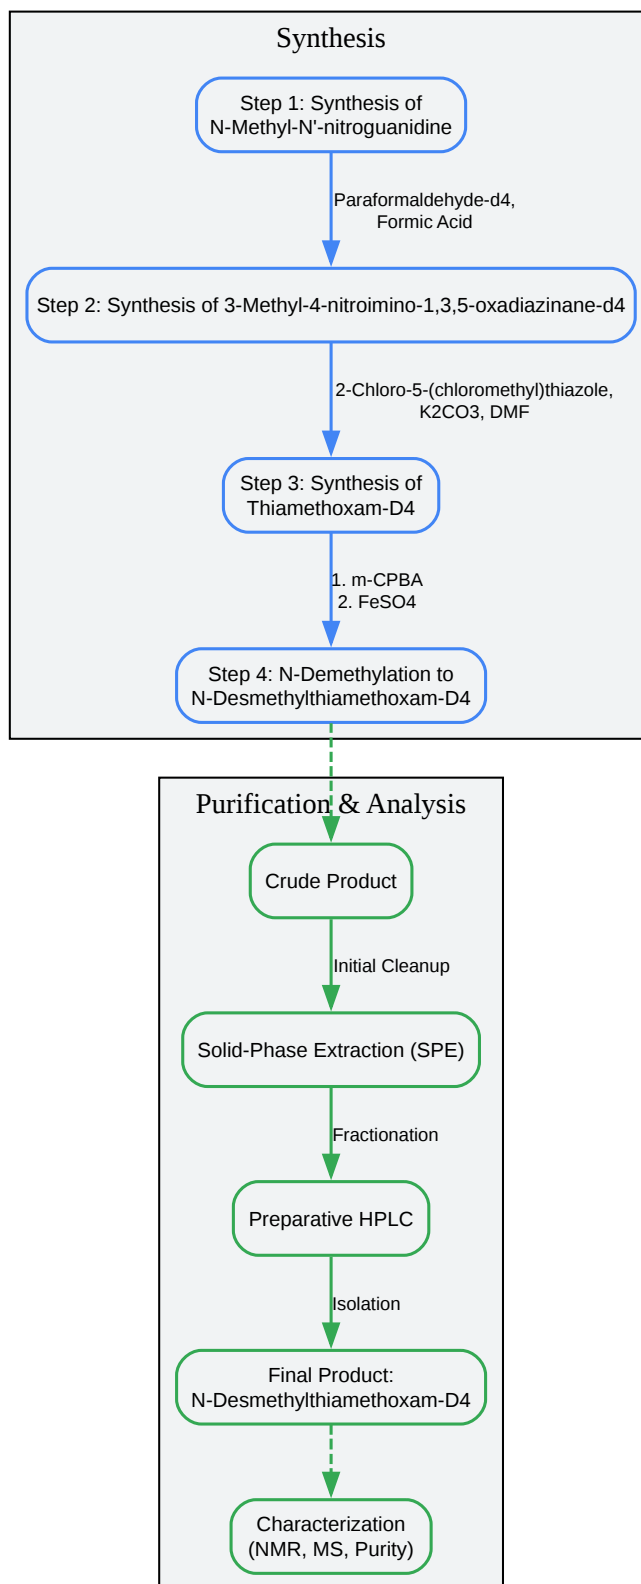 Synthesis
Step 1: Synthesis of
N-Methyl-N'-nitroguanidine
Paraformaldehyde-d4,
Formic Acid
Step 2: Synthesis of 3-Methyl-4-nitroimino-1,3,5-oxadiazinane-d4
2-Chloro-5-(chloromethyl)thiazole,
K2CO3, DMF
Step 3: Synthesis of
Thiamethoxam-D4
1. m-CPBA
2. FeSO4
Step 4: N-Demethylation to
N-Desmethylthiamethoxam-D4
Purification & Analysis
Crude Product
Initial Cleanup
Solid-Phase Extraction (SPE)
Fractionation
Preparative HPLC
Isolation
Final Product:
N-Desmethylthiamethoxam-D4
Characterization
(NMR, MS, Purity)